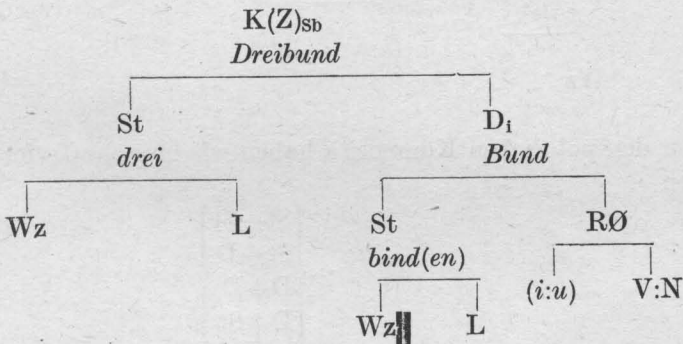 K(Z)Sb
Dreibund
St Di
drei Bund
Wz L St RØ
bind(en)
(i:u) V:N
Wz L